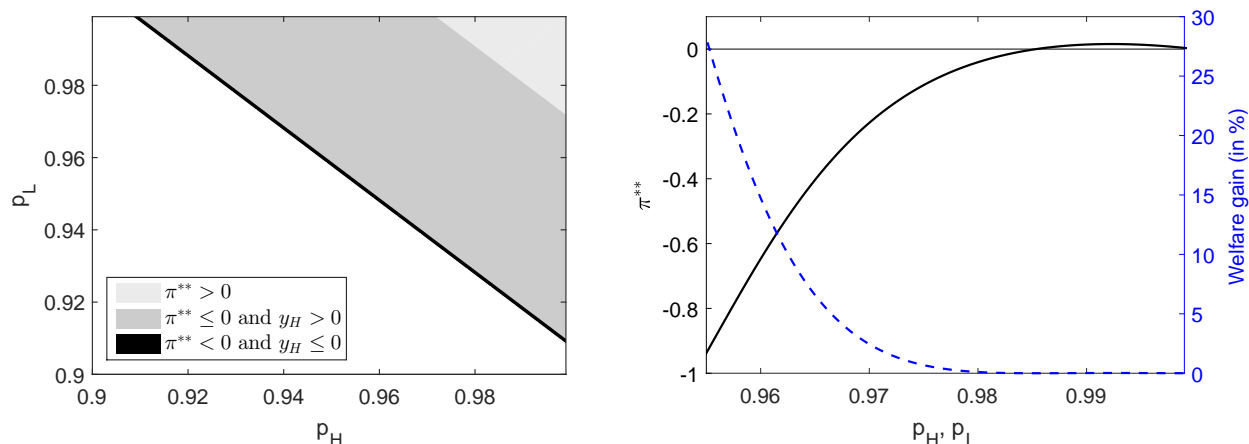 0.98
0.96
0.94
0.92
0.9
p_L
π** > 0
π** ≤ 0 and y_H > 0
π** < 0 and y_H ≤ 0
0.9 0.92 0.94 0.96 0.98
p_H
0
-0.2
-0.4
-0.6
-0.8
-1
π**
30
25
20
15
10
5
0
Welfare gain (in %)
0.96 0.97 0.98 0.99
p_H, p_L